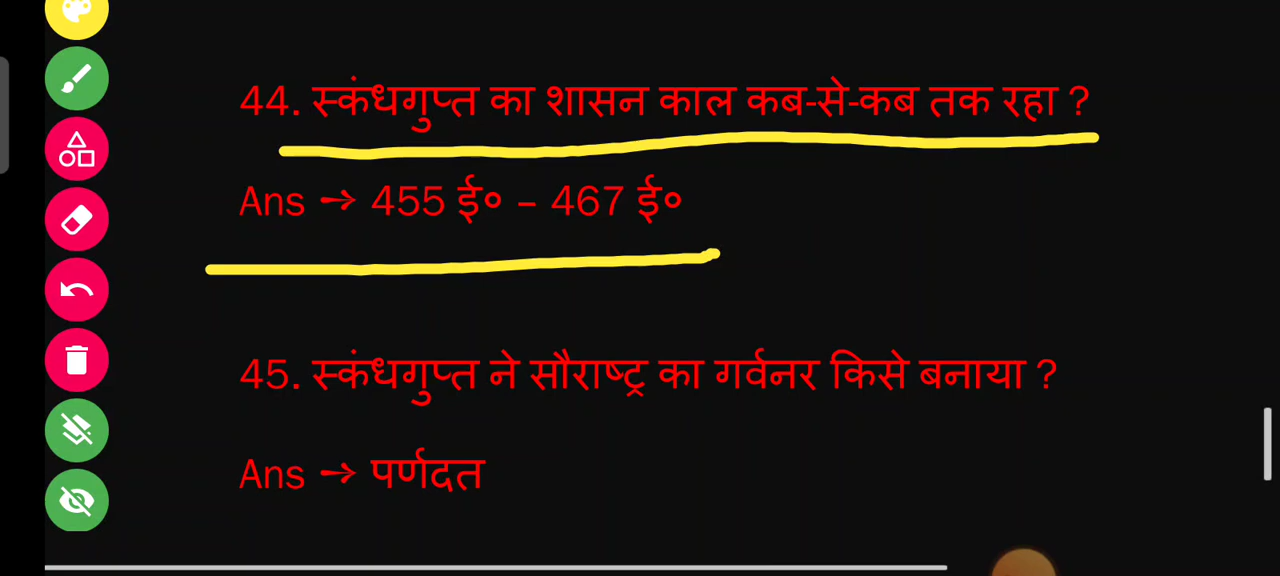 44. स्कंधगुप्त का शासन काल कब-से-कब तक रहा ?
Ans → 455 ई० – 467 ई०
45. स्कंधगुप्त ने सौराष्ट्र का गर्वनर किसे बनाया ?
Ans → पर्णदत